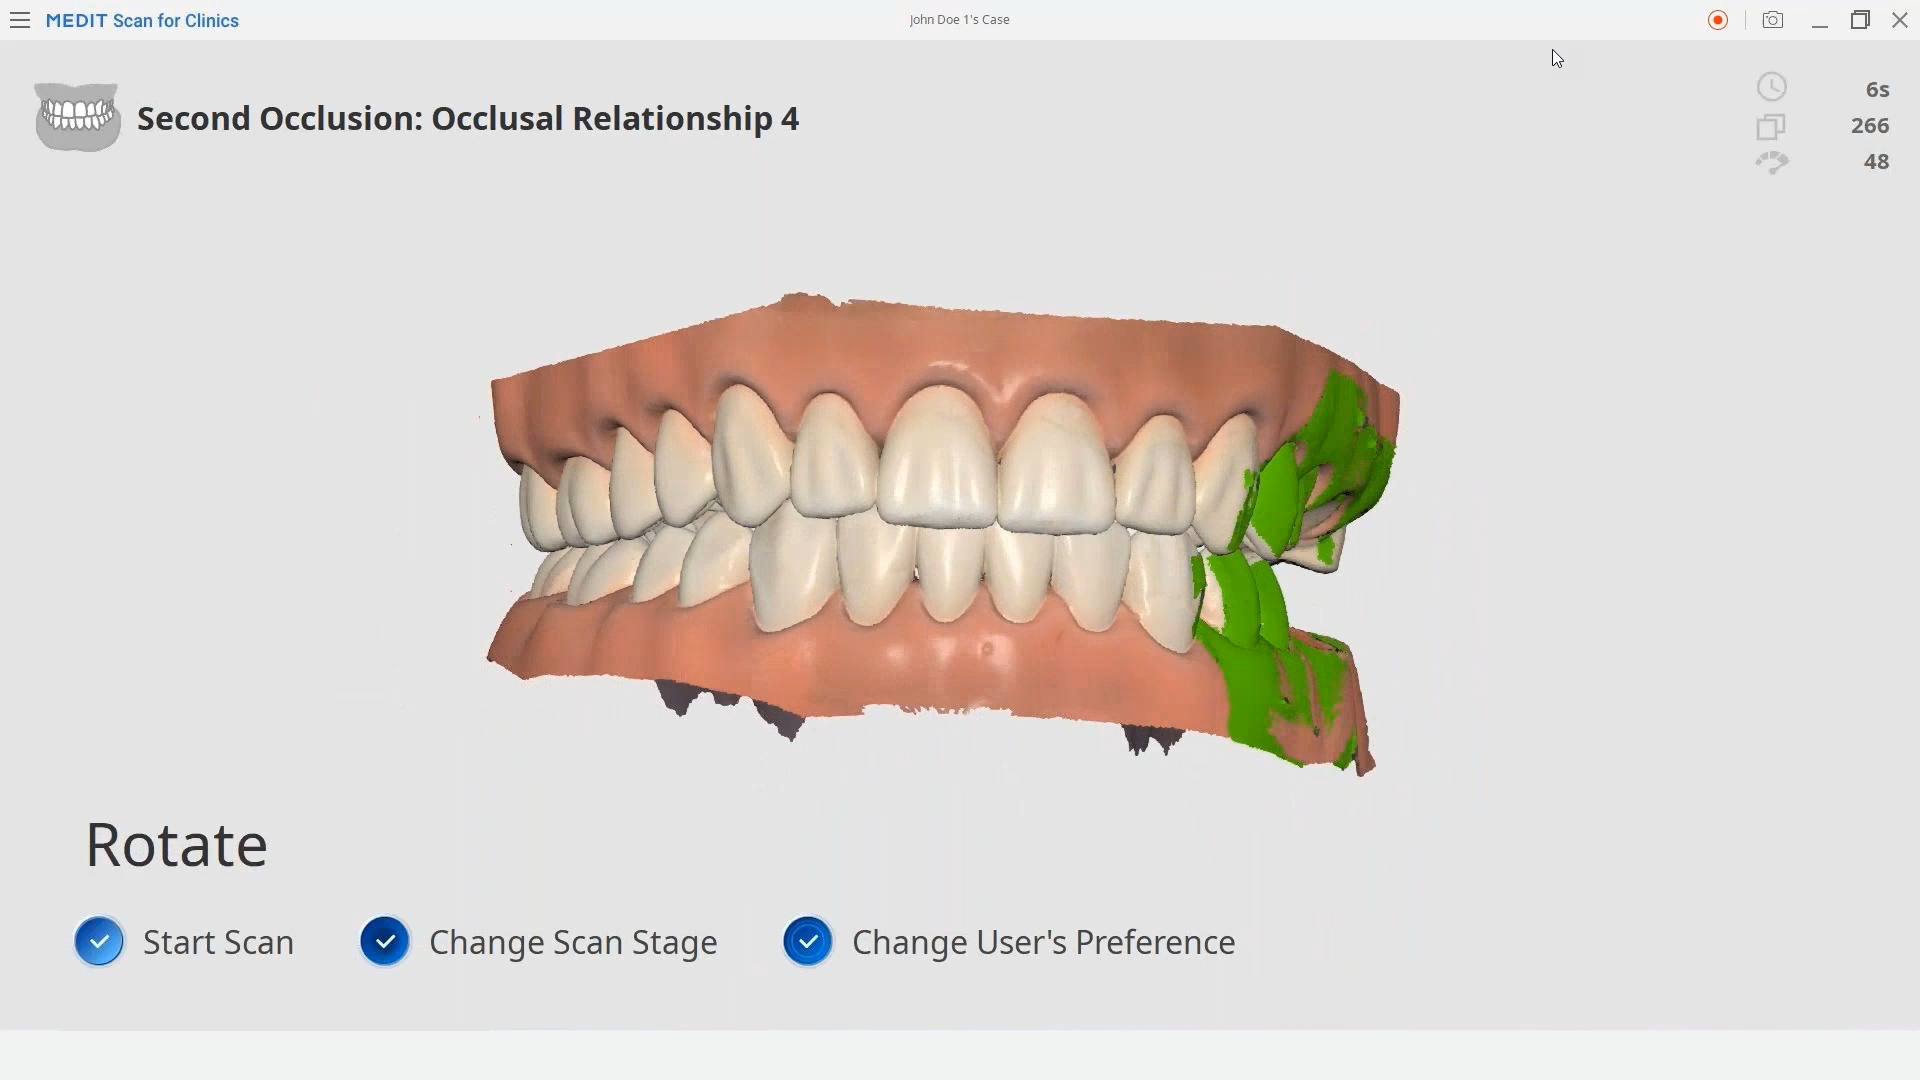 MEDIT Scan for Clinics
John Doe 1's Case
Second Occlusion: Occlusal Relationship 4
6s
266
48
Rotate
Start Scan
Change Scan Stage
Change User's Preference